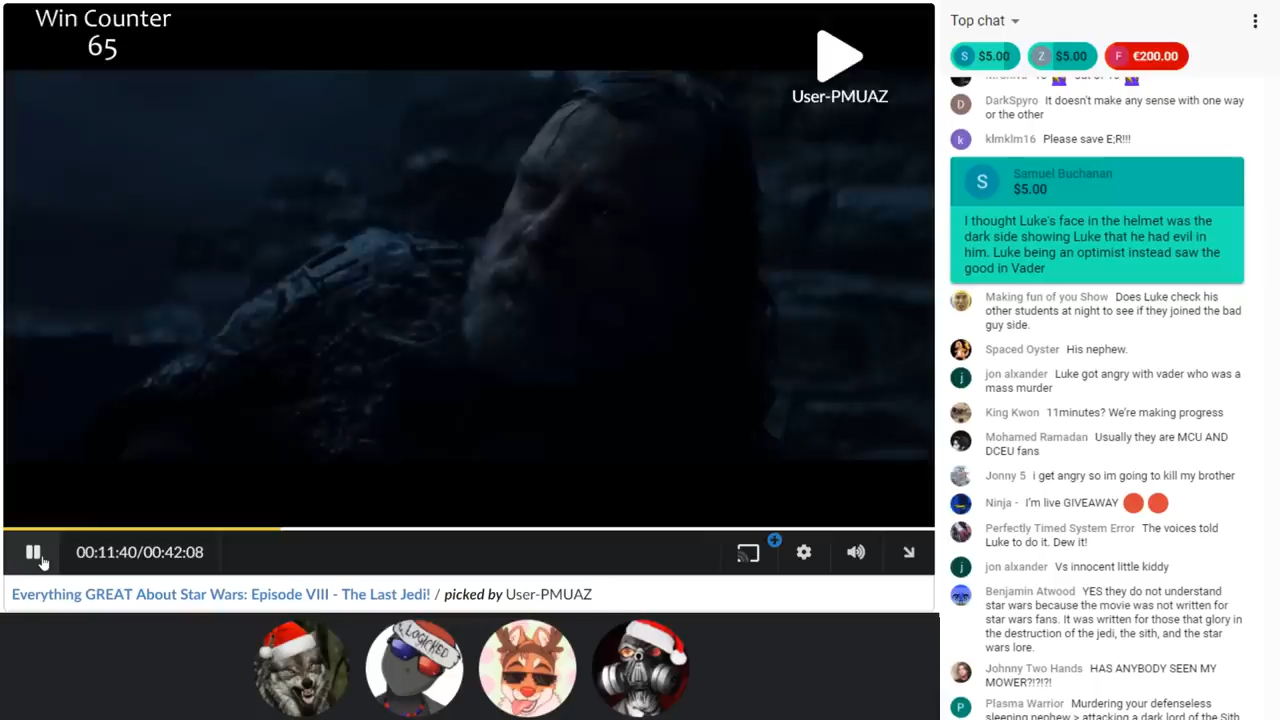 Win Counter
65
User-PMUAZ
00:11:40/00:42:08
Everything GREAT About Star Wars: Episode VIII - The Last Jedi! / picked by User-PMUAZ
LOGICKED
Top chat
S $5.00 Z $5.00 F €200.00
D DarkSpyro It doesn't make any sense with one way
or the other
k klmklm16 Please save E;R!!!
S Samuel Buchanan
$5.00
I thought Luke's face in the helmet was the
dark side showing Luke that he had evil in
him. Luke being an optimist instead saw the
good in Vader
Making fun of you Show Does Luke check his
other students at night to see if they joined the bad
guy side.
Spaced Oyster His nephew.
j jon alxander Luke got angry with vader who was a
mass murder
King Kwon 11minutes? We're making progress
Mohamed Ramadan Usually they are MCU AND
DCEU fans
Jonny 5 i get angry so im going to kill my brother
Ninja - I'm live GIVEAWAY
Perfectly Timed System Error The voices told
Luke to do it. Dew it!
j jon alxander Vs innocent little kiddy
Benjamin Atwood YES they do not understand
star wars because the movie was not written for
star wars fans. It was written for those that glory in
the destruction of the jedi, the sith, and the star
wars lore.
Johnny Two Hands HAS ANYBODY SEEN MY
MOWER?!?!?!
P Plasma Warrior Murdering your defenseless
sleeping nephew > attacking a dark lord of the Sith